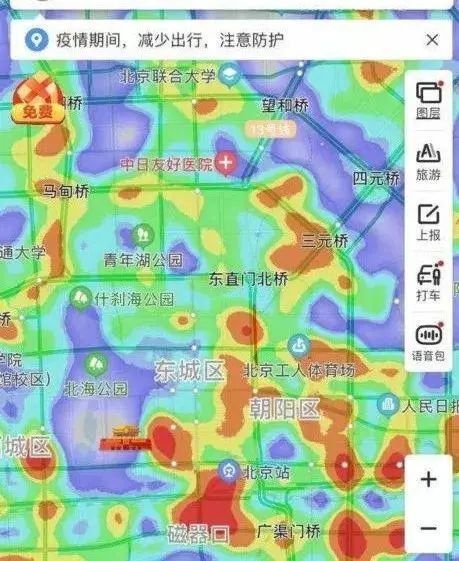 疫情期间，减少出行，注意防护
北京联合大学
免费
望和桥
13号线
图层
中日友好医院
四元桥
马甸桥
旅游
三元桥
上报
通大学
青年湖公园
东直门北桥
打车
什刹海公园
桥
语音包
学院
馆校区)
北海公园
东城区
北京工人体育场
朝阳区
人民日报
城区
北京站
磁器口
广渠门桥
+
−